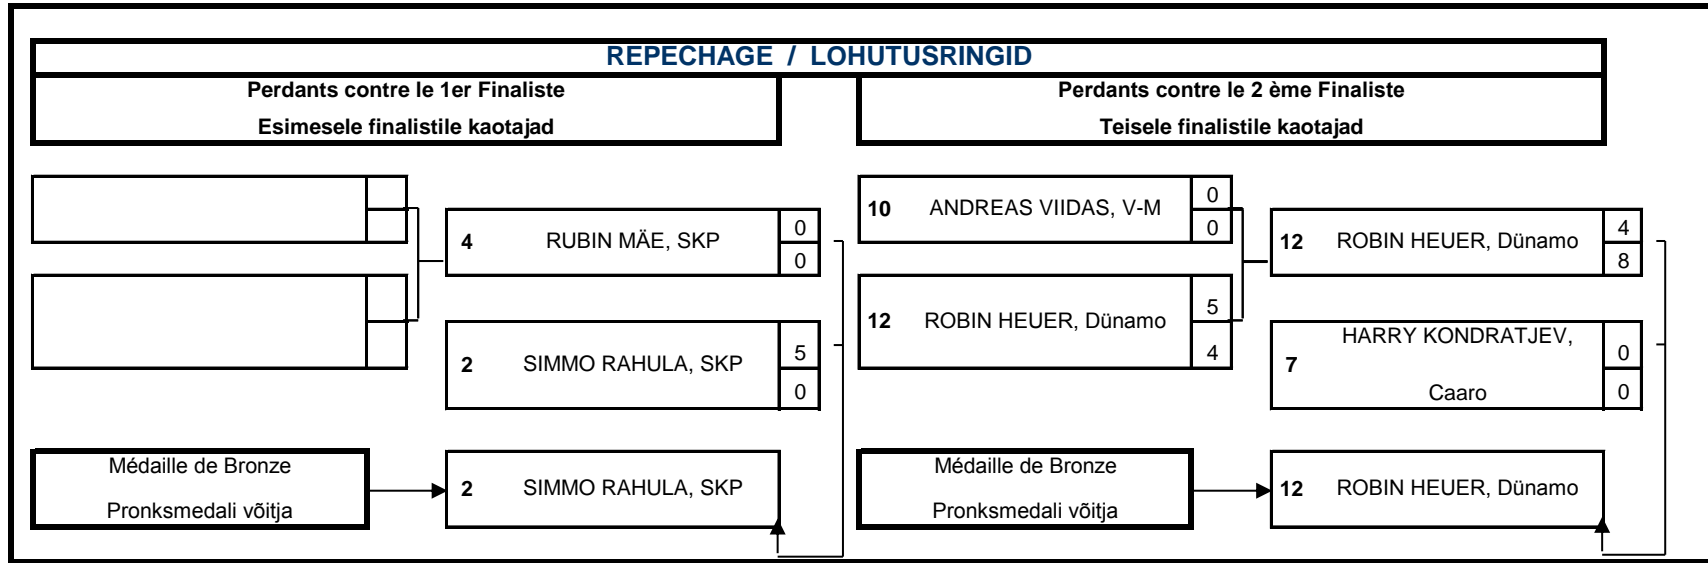 REPECHAGE / LOHUTUSRINGID
Perdants contre le 1er Finaliste
Esimesele finalistile kaotajad
Perdants contre le 2 ème Finaliste
Teisele finalistile kaotajad
4 RUBIN MÄE, SKP 0
0
2 SIMMO RAHULA, SKP 5
0
Médaille de Bronze
Pronksmedali võitja
2 SIMMO RAHULA, SKP
10 ANDREAS VIIDAS, V-M 0
0
12 ROBIN HEUER, Dünamo 5
4
12 ROBIN HEUER, Dünamo 4
8
7 HARRY KONDRATJEV, 0
Caaro 0
Médaille de Bronze
Pronksmedali võitja
12 ROBIN HEUER, Dünamo